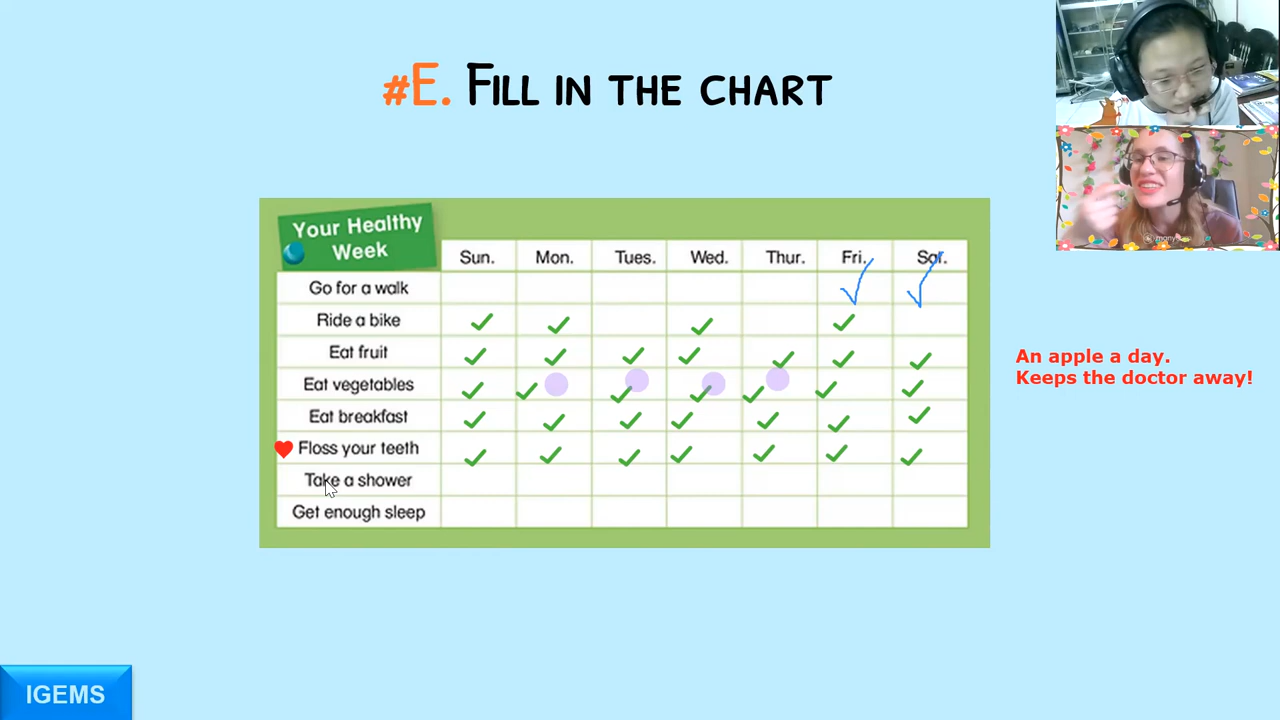 #E. Fill in the chart
Your Healthy
Week
Sun. Mon. Tues. Wed. Thur. Fri. Sat.
Go for a walk
Ride a bike
Eat fruit
Eat vegetables
Eat breakfast
Floss your teeth
Take a shower
Get enough sleep
An apple a day.
Keeps the doctor away!
IGEMS